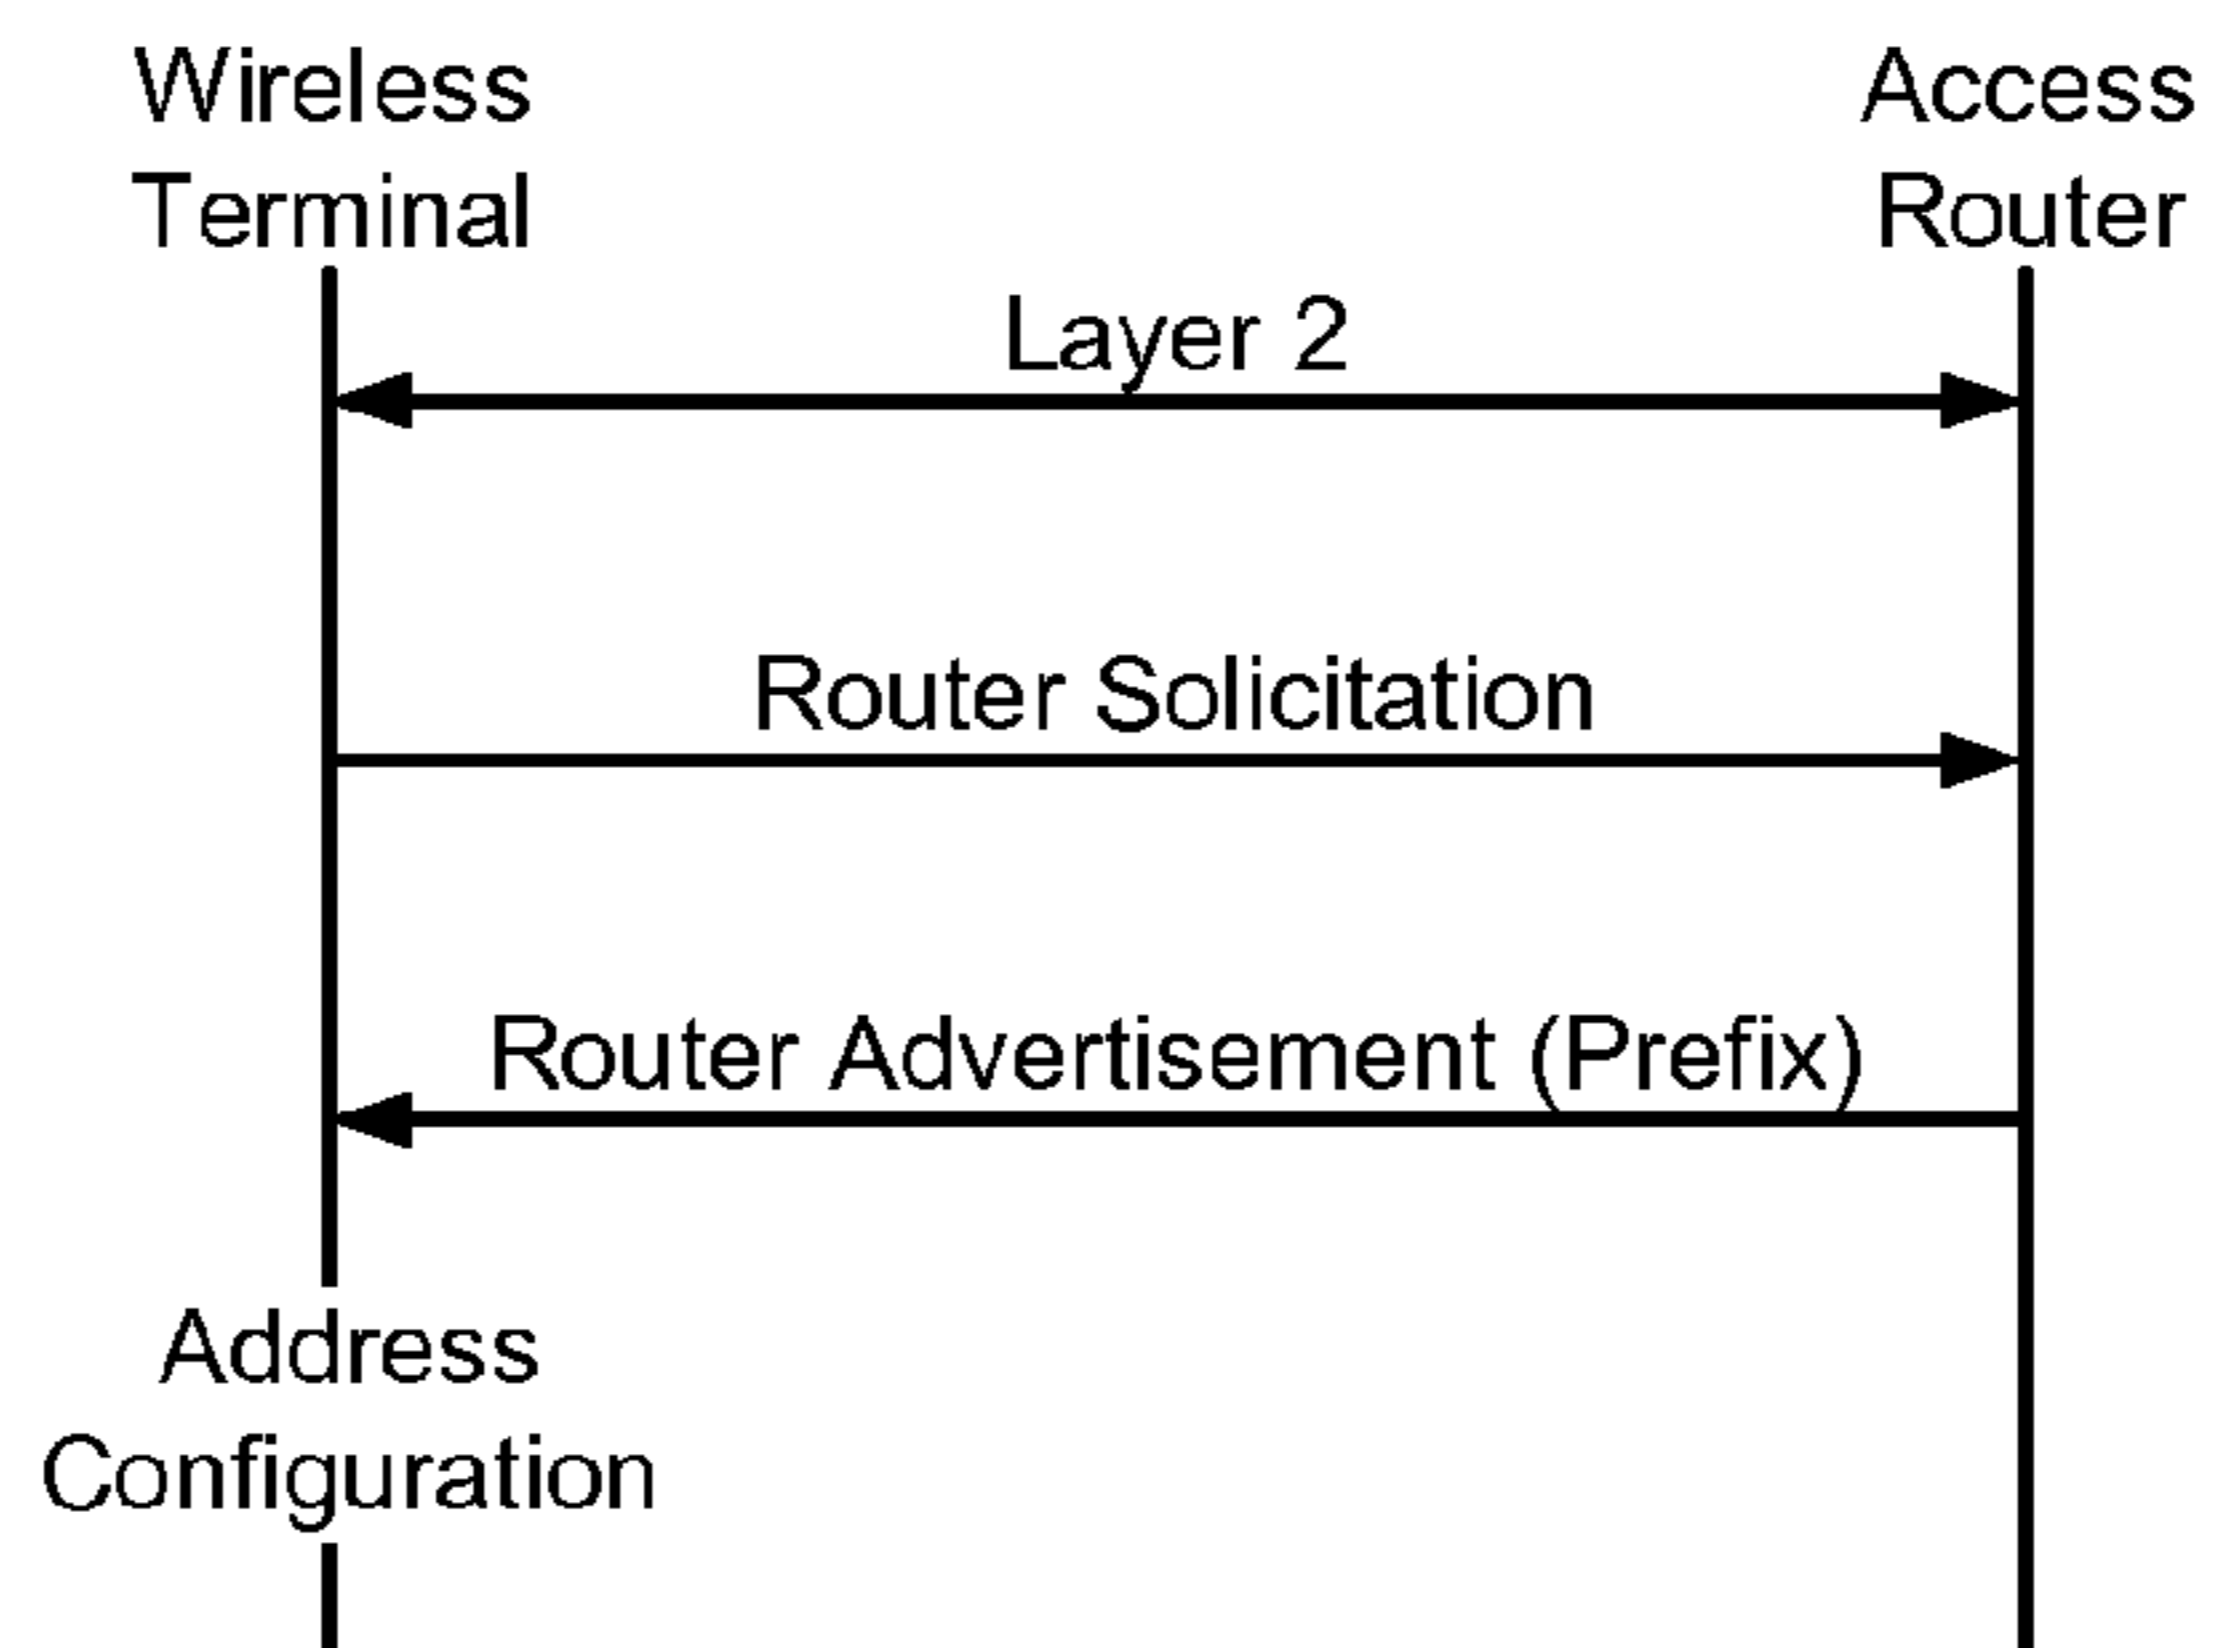 Wireless
Terminal
Access
Router
Layer 2
Router Solicitation
Router Advertisement (Prefix)
Address
Configuration